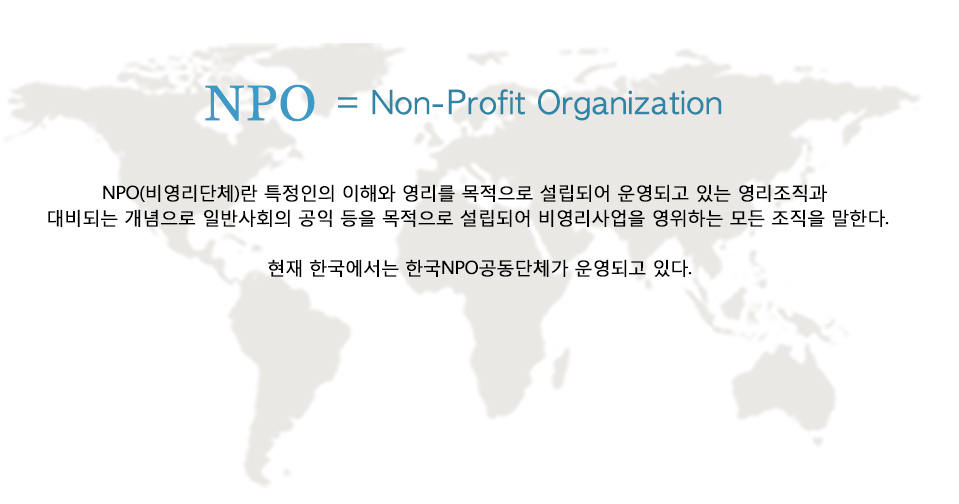 NPO = Non-Profit Organization
NPO(비영리단체)란 특정인의 이해와 영리를 목적으로 설립되어 운영되고 있는 영리조직과
대비되는 개념으로 일반사회의 공익 등을 목적으로 설립되어 비영리사업을 영위하는 모든 조직을 말한다.
현재 한국에서는 한국NPO공동단체가 운영되고 있다.